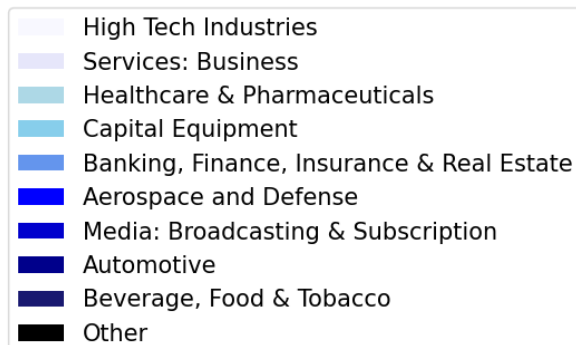 High Tech Industries
Services: Business
Healthcare & Pharmaceuticals
Capital Equipment
Banking, Finance, Insurance & Real Estate
Aerospace and Defense
Media: Broadcasting & Subscription
Automotive
Beverage, Food & Tobacco
Other